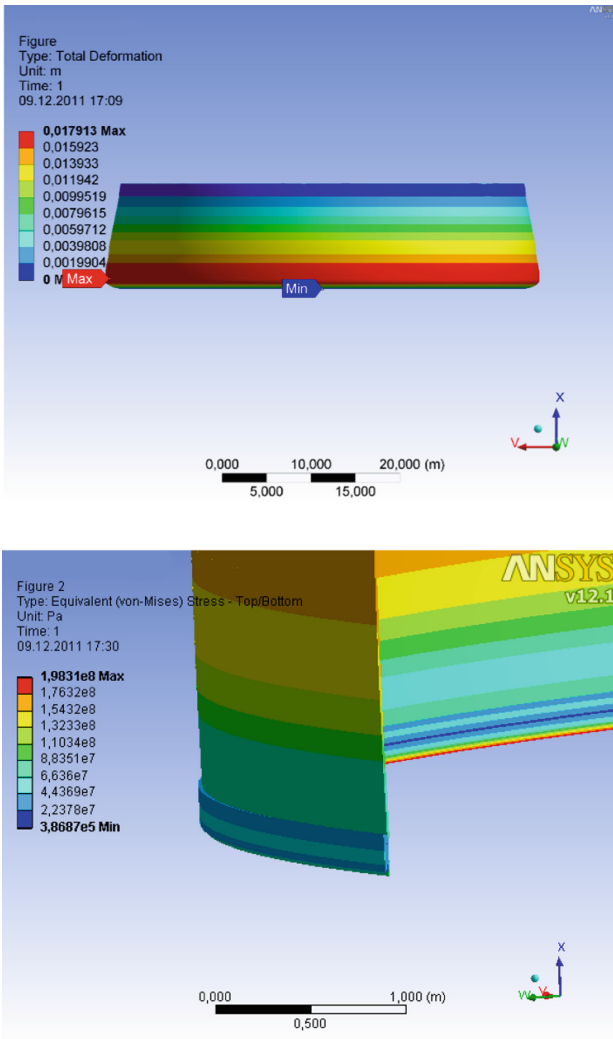 ANS
Figure
Type: Total Deformation
Unit: m
Time: 1
09.12.2011 17:09
0,017913 Max
0,015923
0,013933
0,011942
0,0099519
0,0079615
0,0059712
0,0039808
0,0019904
0 M
Max
Min
X
Y
0,000 10,000 20,000 (m)
5,000 15,000
ANSYS
v12.1
Figure 2
Type: Equivalent (von-Mises) Stress - Top/Bottom
Unit: Pa
Time: 1
09.12.2011 17:30
1,9831e8 Max
1,7632e8
1,5432e8
1,3233e8
1,1034e8
8,8351e7
6,636e7
4,4369e7
2,2378e7
3,8687e5 Min
X
0,000 1,000 (m)
0,500